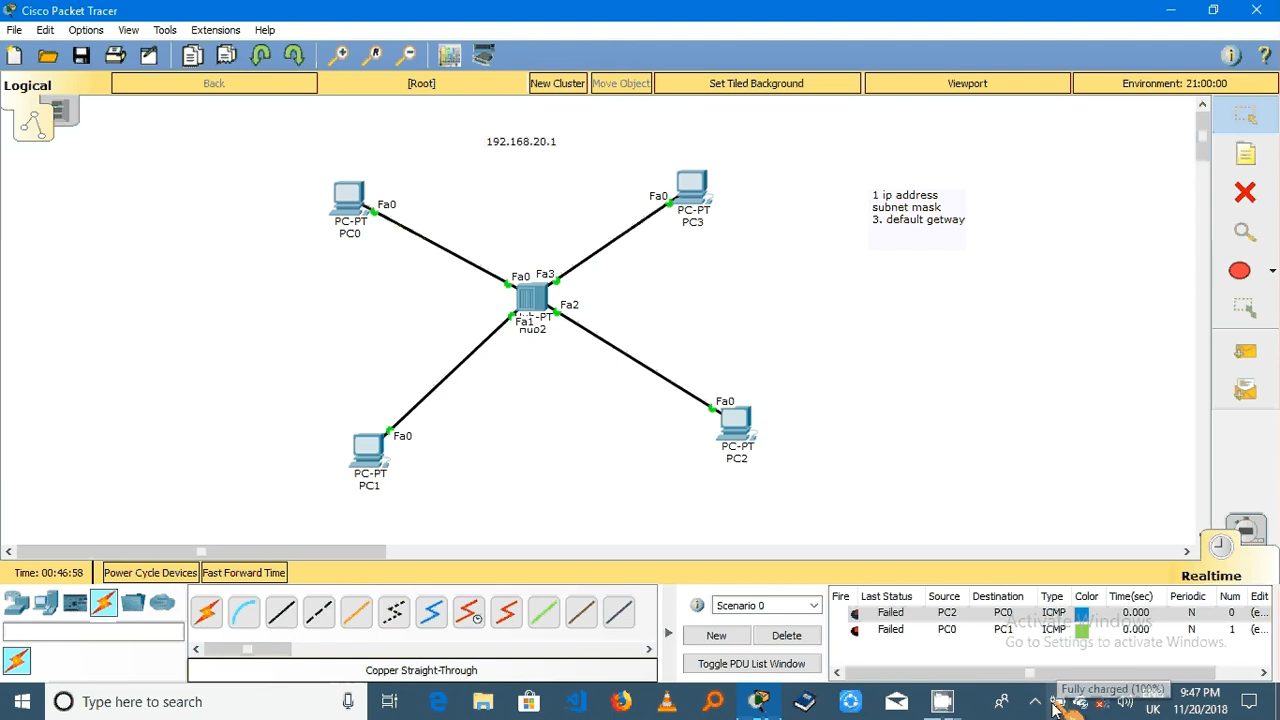 Cisco Packet Tracer
File Edit Options View Tools Extensions Help
Logical
Back
[Root]
New Cluster
Move Object
Set Tiled Background
Viewport
Environment: 21:00:00
192.168.20.1
Fa0
PC-PT
PC0
Fa0
PC-PT
PC3
1 ip address
subnet mask
3. default getway
Fa0
Fa3
Fa2
Fa1
-PT
Fa0
PC-PT
PC2
Fa0
PC-PT
PC1
Time: 00:46:58
Power Cycle Devices
Fast Forward Time
Realtime
Scenario 0
New
Delete
Toggle PDU List Window
Fire Last Status Source Destination Type Color Time(sec) Periodic Num Edit
Failed PC2 PC0 ICMP 0.000 N 0 (e
Failed PC0 PC1 ICMP 0.000 N 1 (e
Activate Windows
Go to Settings to activate Windows.
Copper Straight-Through
Fully charged (100%)
Type here to search
UK
9:47 PM
11/20/2018